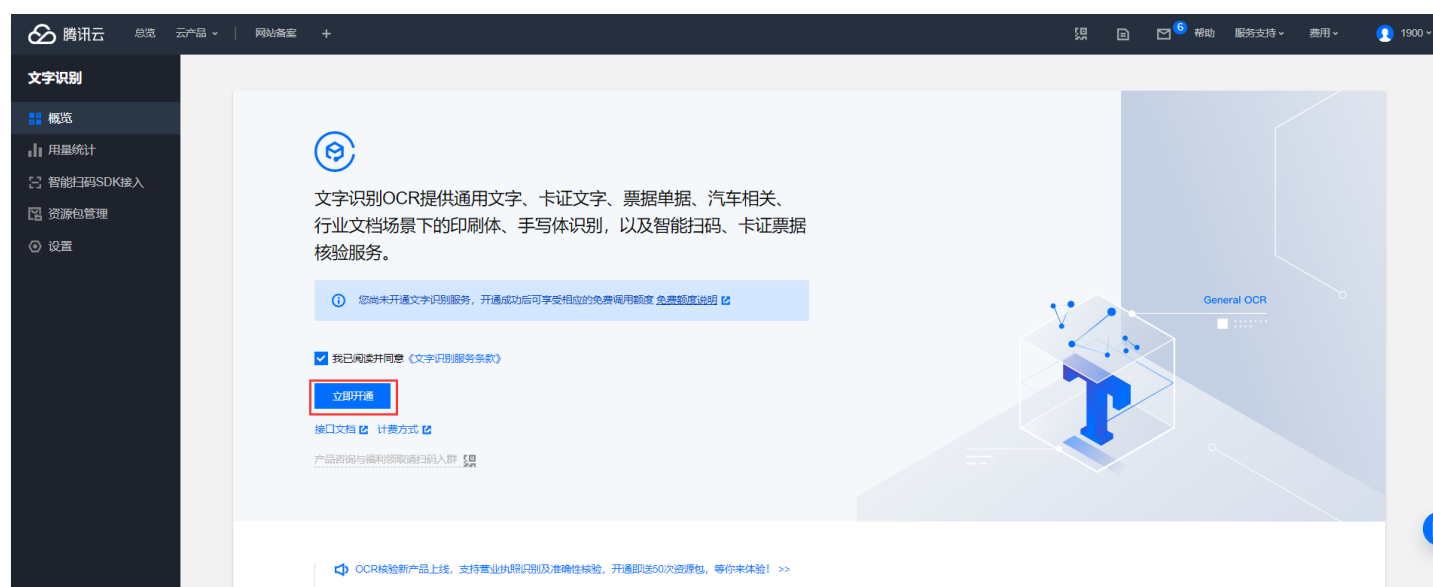 腾讯云 总览 云产品 网站备案 + 6 帮助 服务支持 费用 1900
文字识别
概览
用量统计
智能扫码SDK接入
资源包管理
设置
文字识别OCR提供通用文字、卡证文字、票据单据、汽车相关、
行业文档场景下的印刷体、手写体识别，以及智能扫码、卡证票据
核验服务。
您尚未开通文字识别服务，开通成功后可享受相应的免费调用额度 免费额度说明
我已阅读并同意《文字识别服务条款》
立即开通
接口文档 计费方式
产品咨询与福利领取请扫码入群
General OCR
OCR核验新产品上线，支持营业执照识别及准确性核验，开通即送50次资源包，等你来体验！ >>